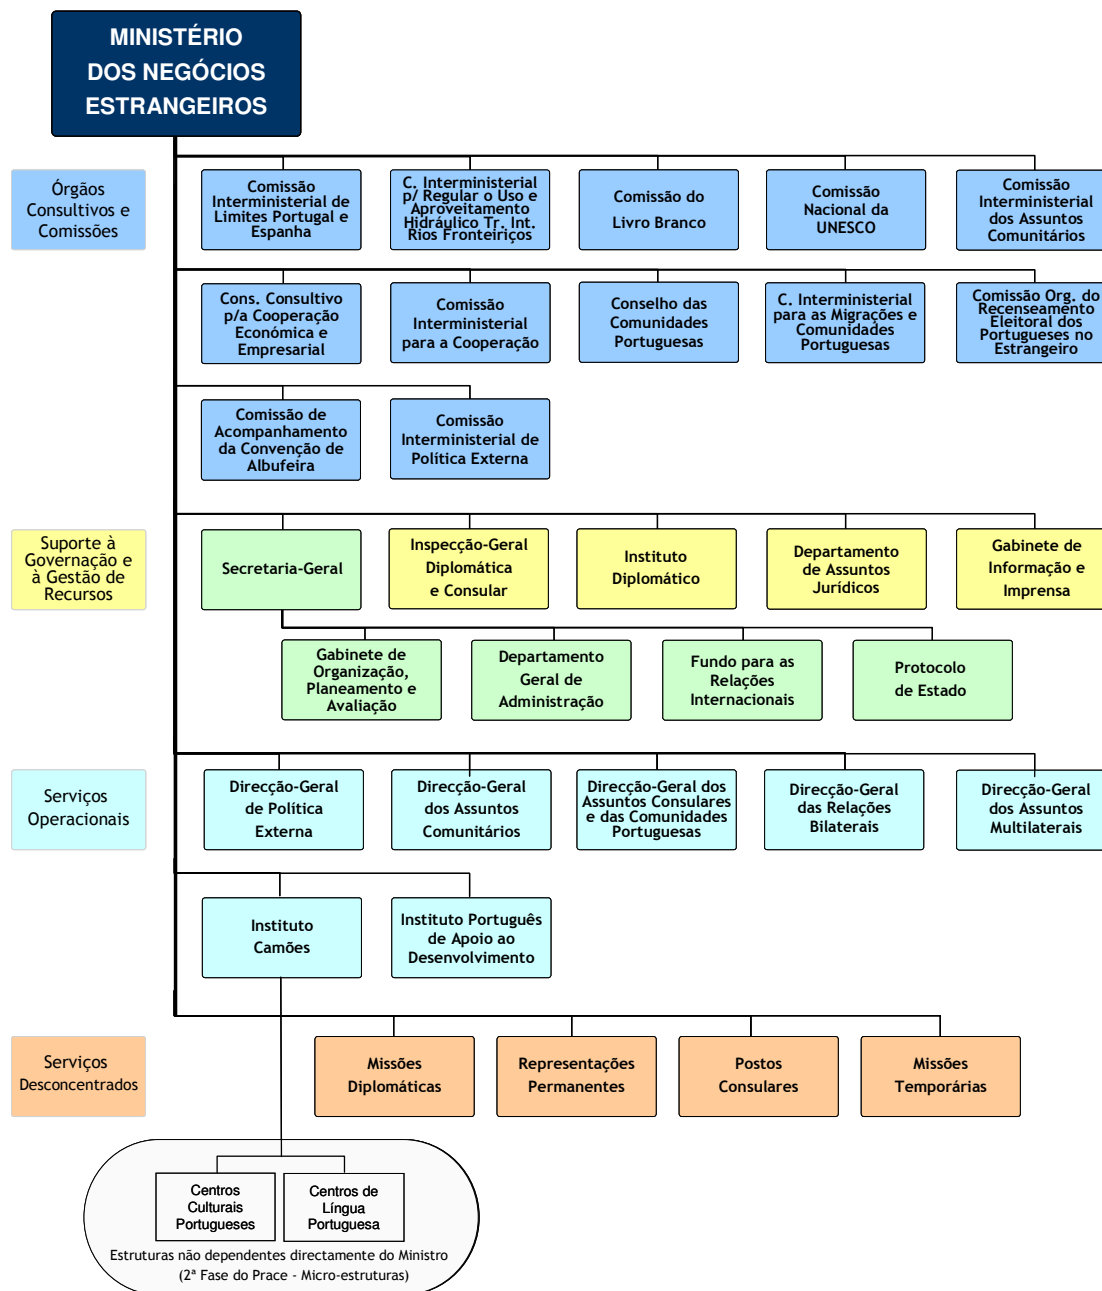 MINISTÉRIO
DOS NEGÓCIOS
ESTRANGEIROS
Órgãos
Consultivos e
Comissões
Comissão
Interministerial de
Limites Portugal e
Espanha
C. Interministerial
p/ Regular o Uso e
Aproveitamento
Hidráulico Tr. Int.
Rios Fronteiriços
Comissão do
Livro Branco
Comissão
Nacional da
UNESCO
Comissão
Interministerial
dos Assuntos
Comunitários
Cons. Consultivo
p/a Cooperação
Económica e
Empresarial
Comissão
Interministerial
para a Cooperação
Conselho das
Comunidades
Portuguesas
C. Interministerial
para as Migrações e
Comunidades
Portuguesas
Comissão Org. do
Recenseamento
Eleitoral dos
Portugueses no
Estrangeiro
Comissão de
Acompanhamento
da Convenção de
Albufeira
Comissão
Interministerial de
Política Externa
Suporte à
Governação e
à Gestão de
Recursos
Secretaria-Geral
Inspecção-Geral
Diplomática
e Consular
Instituto
Diplomático
Departamento
de Assuntos
Jurídicos
Gabinete de
Informação e
Imprensa
Gabinete de
Organização,
Planeamento e
Avaliação
Departamento
Geral de
Administração
Fundo para as
Relações
Internacionais
Protocolo
de Estado
Serviços
Operacionais
Direcção-Geral
de Política
Externa
Direcção-Geral
dos Assuntos
Comunitários
Direcção-Geral dos
Assuntos Consulares
e das Comunidades
Portuguesas
Direcção-Geral
das Relações
Bilaterais
Direcção-Geral
dos Assuntos
Multilaterais
Instituto
Camões
Instituto Português
de Apoio ao
Desenvolvimento
Serviços
Desconcentrados
Missões
Diplomáticas
Representações
Permanentes
Postos
Consulares
Missões
Temporárias
Centros
Culturais
Portugueses
Centros de
Língua
Portuguesa
Estruturas não dependentes directamente do Ministro
(2ª Fase do Prace - Micro-estruturas)